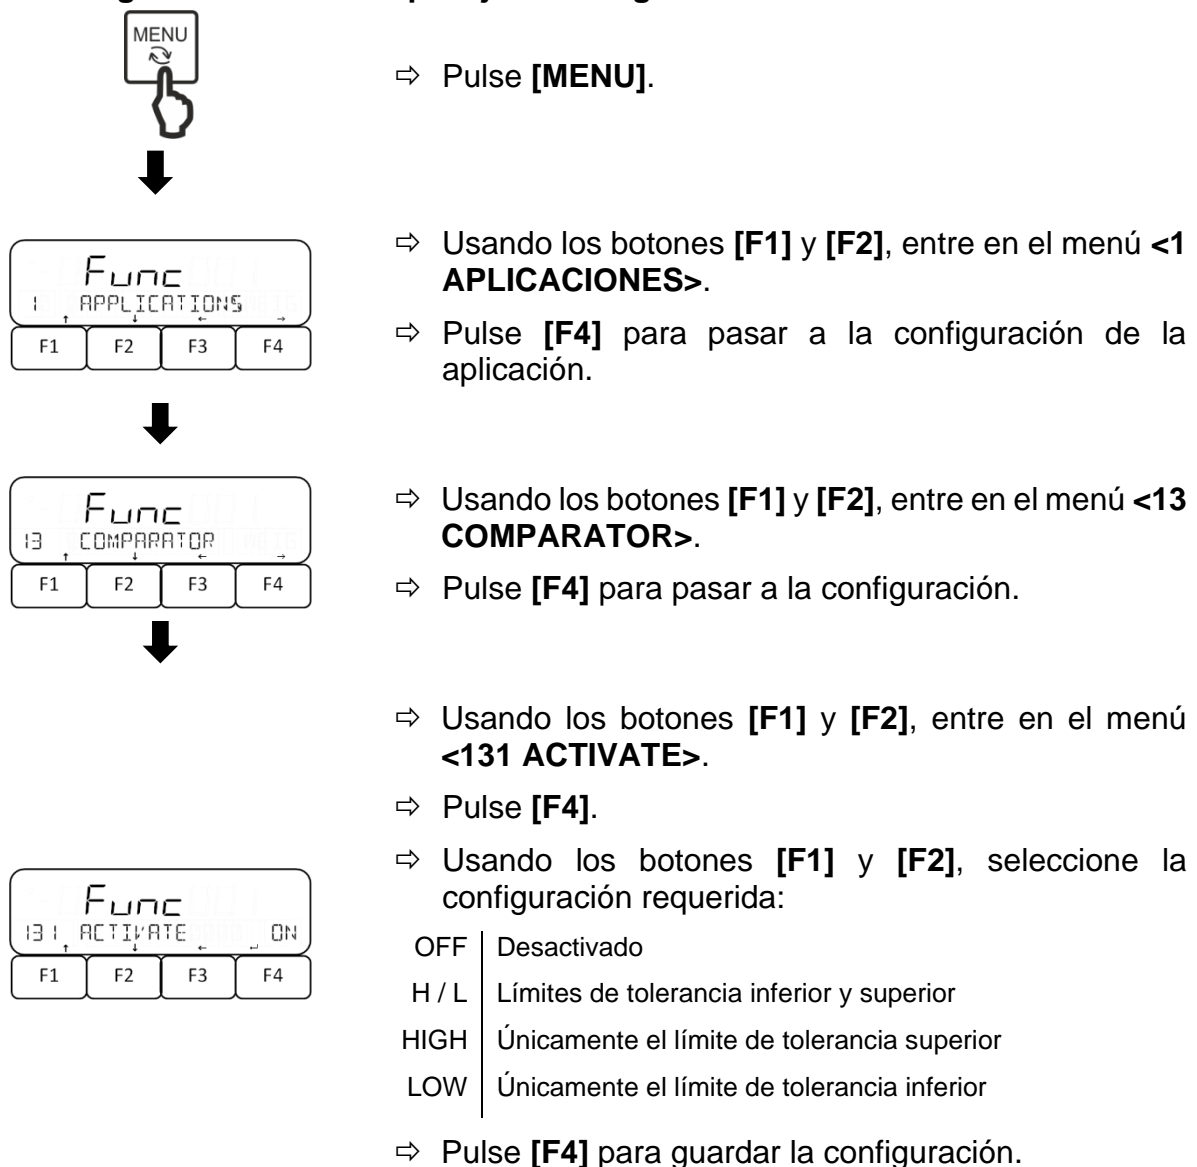 MENU
⇨ Pulse [MENU].
Func
1 APPLICATIONS
↑ ↓ ← →
F1 F2 F3 F4
⇨ Usando los botones [F1] y [F2], entre en el menú <1
APLICACIONES>.
⇨ Pulse [F4] para pasar a la configuración de la
aplicación.
Func
13 COMPARATOR
↑ ↓ ← →
F1 F2 F3 F4
⇨ Usando los botones [F1] y [F2], entre en el menú <13
COMPARATOR>.
⇨ Pulse [F4] para pasar a la configuración.
⇨ Usando los botones [F1] y [F2], entre en el menú
<131 ACTIVATE>.
⇨ Pulse [F4].
Func
131 ACTIVATE ON
↑ ↓ ← ↵
F1 F2 F3 F4
⇨ Usando los botones [F1] y [F2], seleccione la
configuración requerida:
OFF Desactivado
H / L Límites de tolerancia inferior y superior
HIGH Únicamente el límite de tolerancia superior
LOW Únicamente el límite de tolerancia inferior
⇨ Pulse [F4] para guardar la configuración.